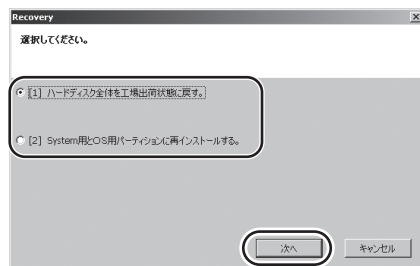 Recovery
選択してください。
[1] ハードディスク全体を工場出荷状態に戻す。
[2] System用とOS用パーティションに再インストールする。
次へ
キャンセル